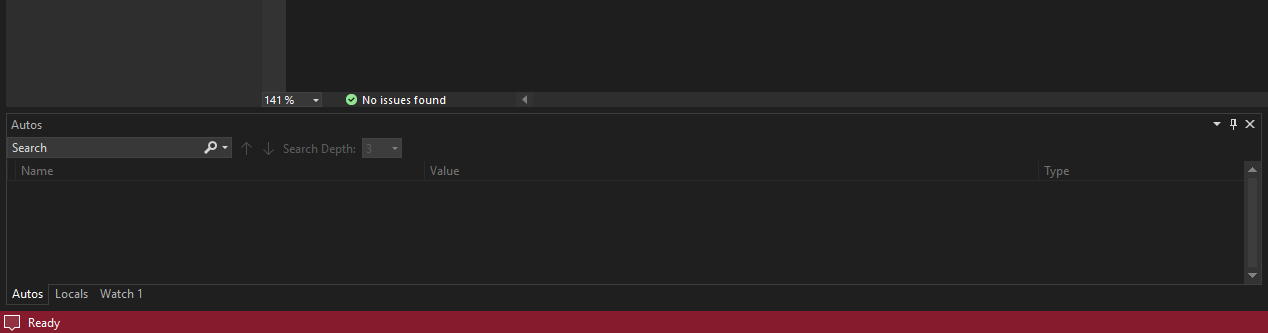 141 %
No issues found
Autos
Search
Search Depth: 3
Name Value Type
Autos Locals Watch 1
Ready